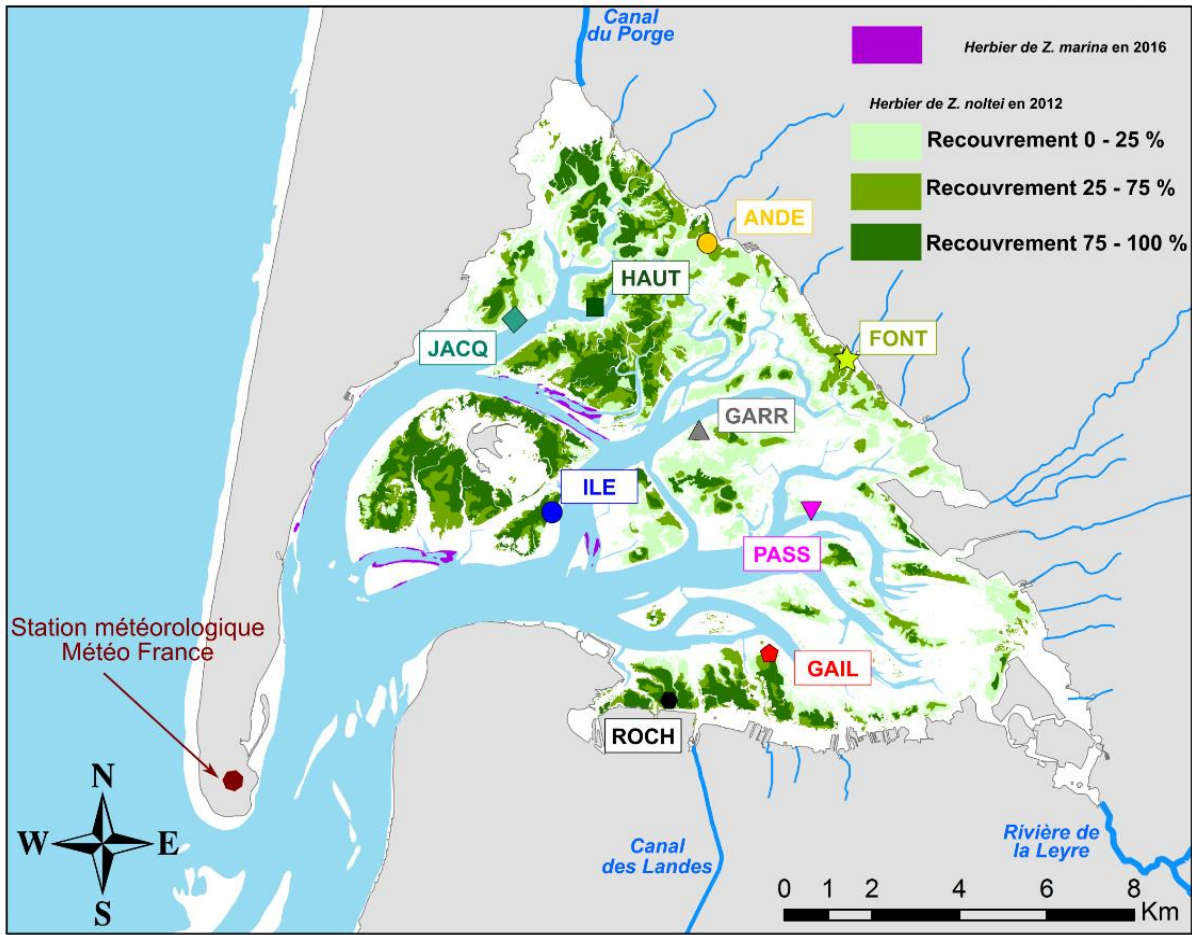 Canal
du Porge
Herbier de Z. marina en 2016
Herbier de Z. noltei en 2012
Recouvrement 0 - 25 %
Recouvrement 25 - 75 %
Recouvrement 75 - 100 %
ANDE
HAUT
JACQ
FONT
GARR
ILE
PASS
Station météorologique
Météo France
GAIL
ROCH
N
W
E
S
Canal
des Landes
Rivière de
la Leyre
0 1 2 4 6 8
Km